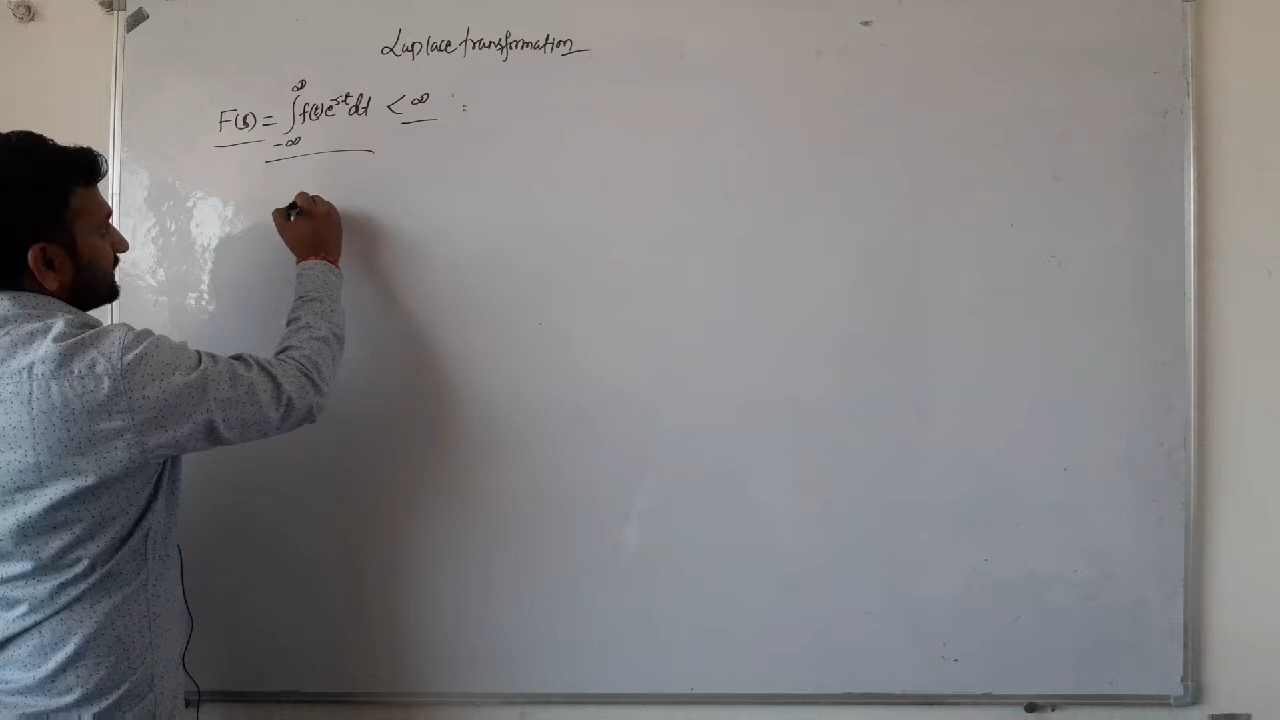 Laplace transformation
F(s) = ∫_{-∞}^{∞} f(t) e^{-st} dt < ∞